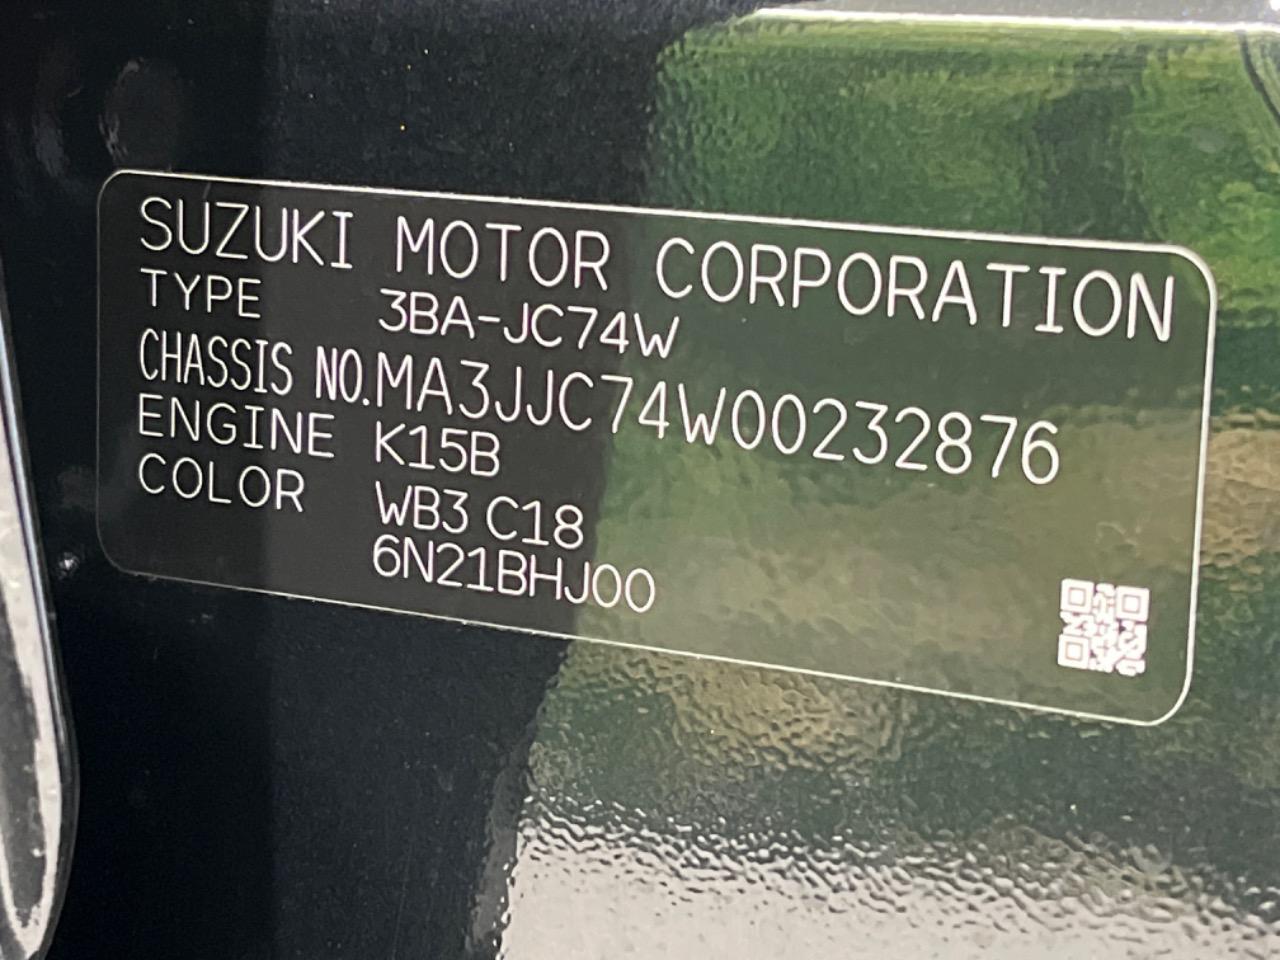 SUZUKI MOTOR CORPORATION
TYPE 3BA-JC74W
CHASSIS NO.MA3JJC74W00232876
ENGINE K15B
COLOR WB3 C18
6N21BHJ00